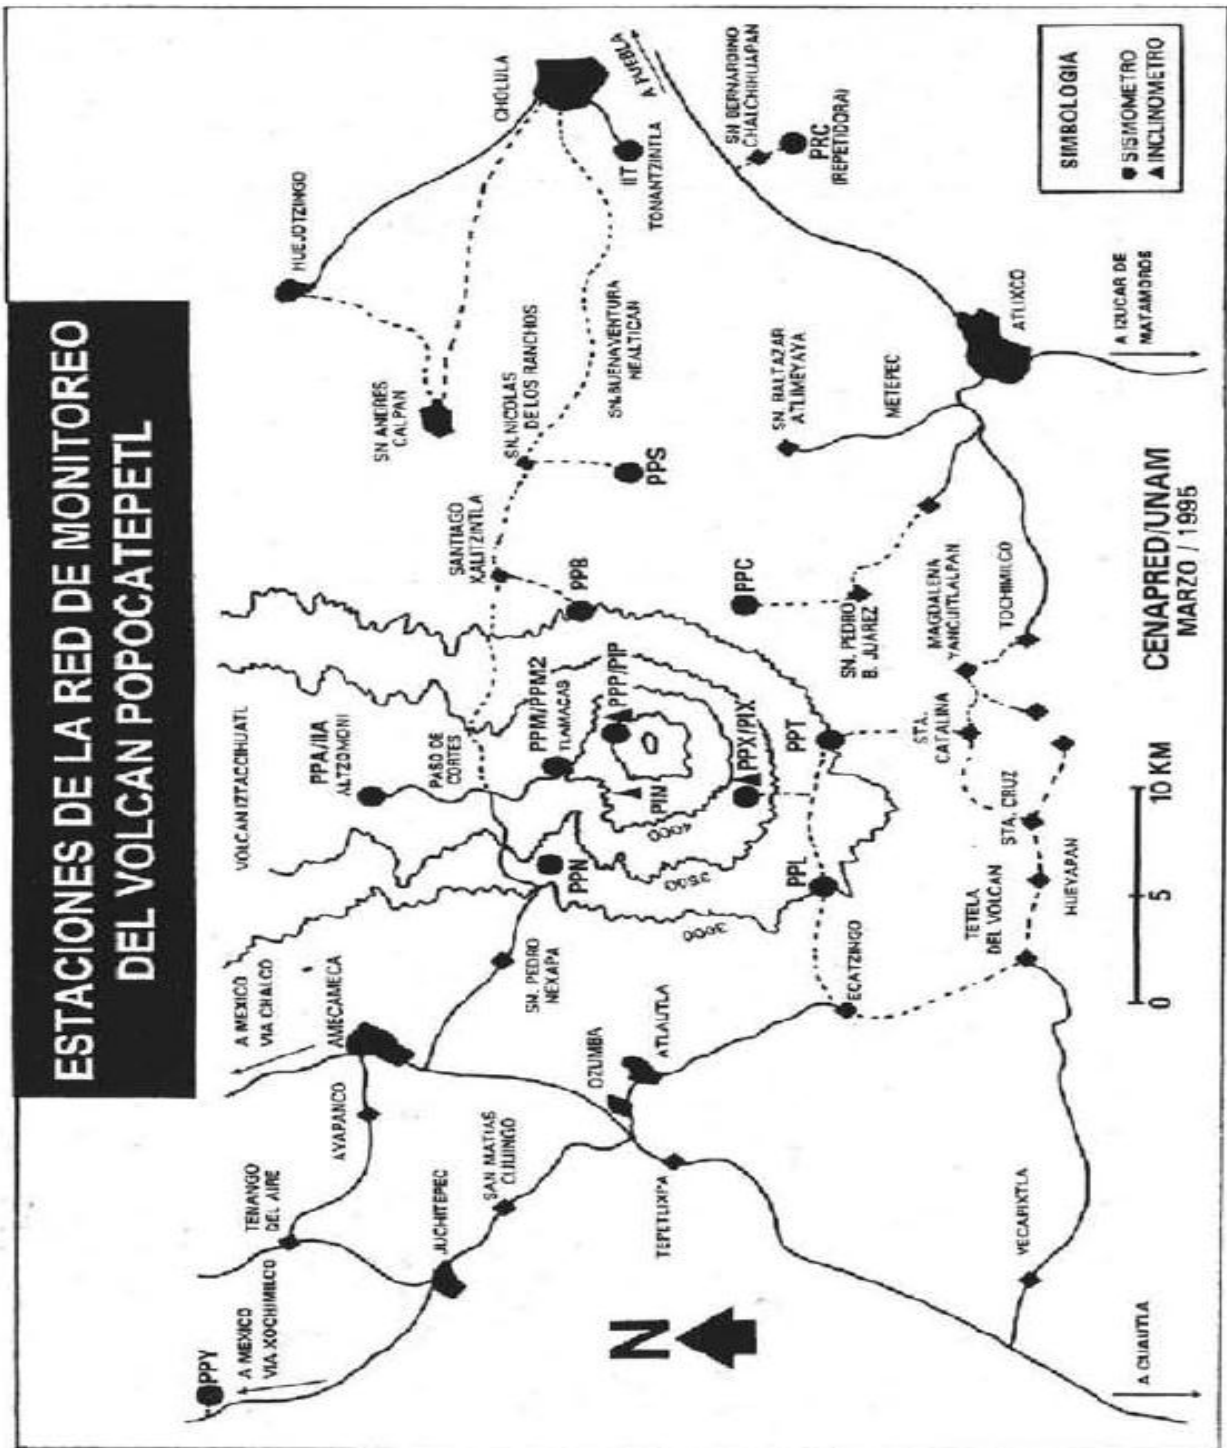 ESTACIONES DE LA RED DE MONITOREO
DEL VOLCAN POPOCATEPETL
PPY
A MEXICO
VIA XOCHIMILCO
TENANGO
DEL AIRE
AYAPANCO
A MEXICO
VIA CHALCO
AMECAMECA
VOLCAN IZTACCIHUATL
PPA/IIA
ALTZOMONI
PASO DE
CORTES
SANTIAGO
XALITZINTLA
SN ANDRES
CALPAN
HUEJOTZINGO
CHOLULA
JUCHITEPEC
SAN MATIAS
CUIJINGO
SN. PEDRO
NEXAPA
PPN
PPM/PPM2
TLAMACAS
PPP/PIP
PPB
SN. NICOLAS
DE LOS RANCHOS
PPS
SN. BUENAVENTURA
NEALTICAN
IIT
TONANTZINTLA
A PUEBLA
N
OZUMBA
ATLAUTLA
TEPETLIXPA
3000
3500
4000
PIN
PPX/PIX
PPC
SN BERNARDINO
CHALCHIHUAPAN
PRC
(REPETIDORA)
ECATZINGO
PPL
PPT
SN. PEDRO
B. JUAREZ
SN. BALTAZAR
ATLIMEYAYA
METEPEC
ATLIXCO
STA.
CATALINA
MAGDALENA
YANCUITLALPAN
TOCHIMILCO
TETELA
DEL VOLCAN
STA. CRUZ
HUEYAPAN
YECAPIXTLA
A CUAUTLA
0 5 10 KM
CENAPRED/UNAM
MARZO / 1995
A IZUCAR DE
MATAMOROS
SIMBOLOGIA
SISMOMETRO
INCLINOMETRO